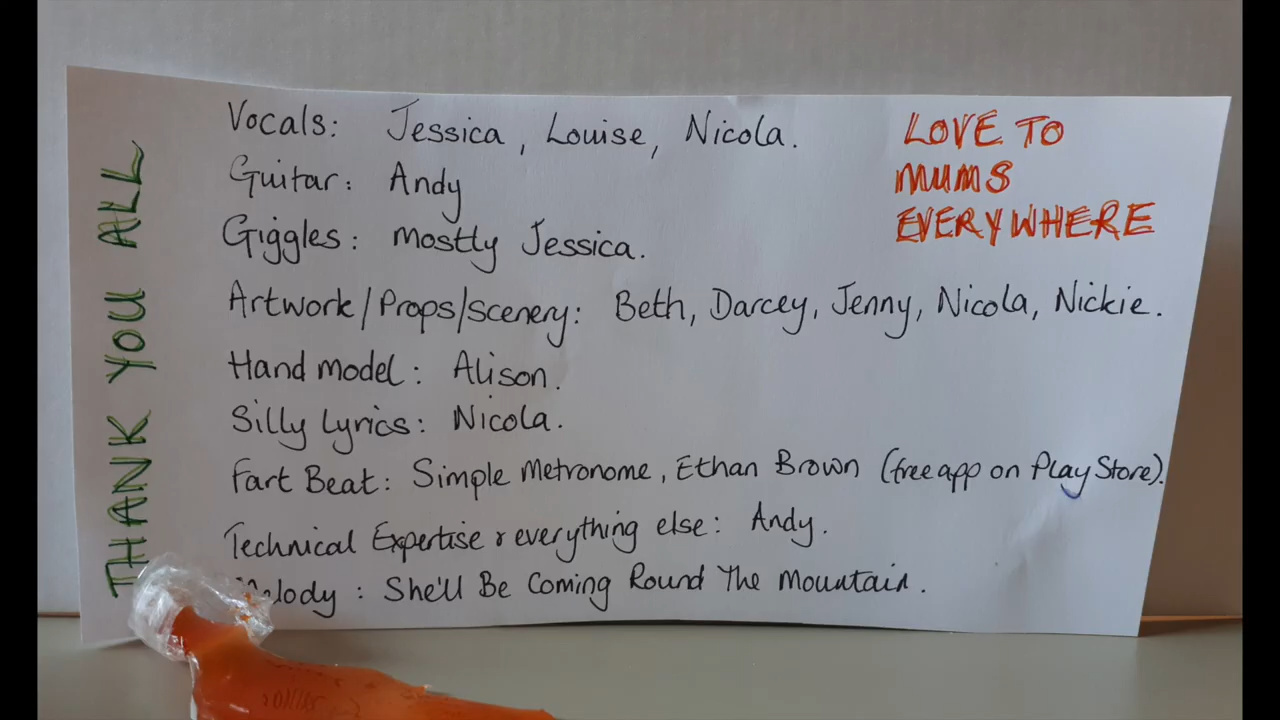 THANK YOU ALL
Vocals: Jessica, Louise, Nicola.
Guitar: Andy
Giggles: mostly Jessica.
Artwork/Props/scenery: Beth, Darcey, Jenny, Nicola, Nickie.
Hand model: Alison.
Silly Lyrics: Nicola.
Fart Beat: Simple Metronome, Ethan Brown (free app on Play Store).
Technical Expertise & everything else: Andy.
Melody: She'll Be Coming Round The Mountain.
LOVE TO
MUMS
EVERYWHERE